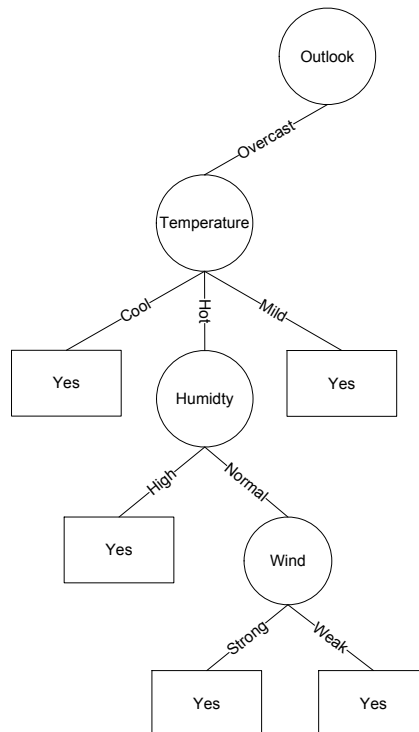 Outlook
Overcast
Temperature
Cool
Hot
Mild
Yes
Humidty
Yes
High
Normal
Yes
Wind
Strong
Weak
Yes
Yes